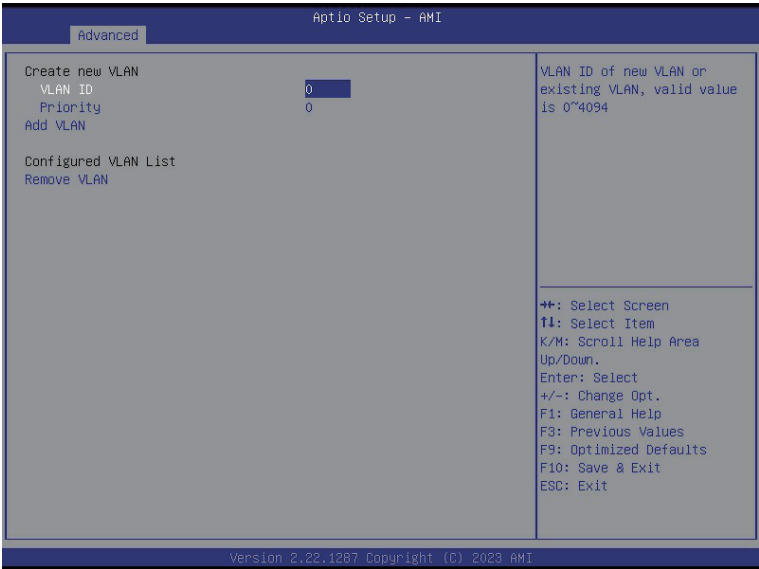 Aptio Setup – AMI
Advanced
Create new VLAN
VLAN ID 0
Priority 0
Add VLAN
Configured VLAN List
Remove VLAN
VLAN ID of new VLAN or
existing VLAN, valid value
is 0~4094
→←: Select Screen
↑↓: Select Item
K/M: Scroll Help Area
Up/Down.
Enter: Select
+/-: Change Opt.
F1: General Help
F3: Previous Values
F9: Optimized Defaults
F10: Save & Exit
ESC: Exit
Version 2.22.1287 Copyright (C) 2023 AMI